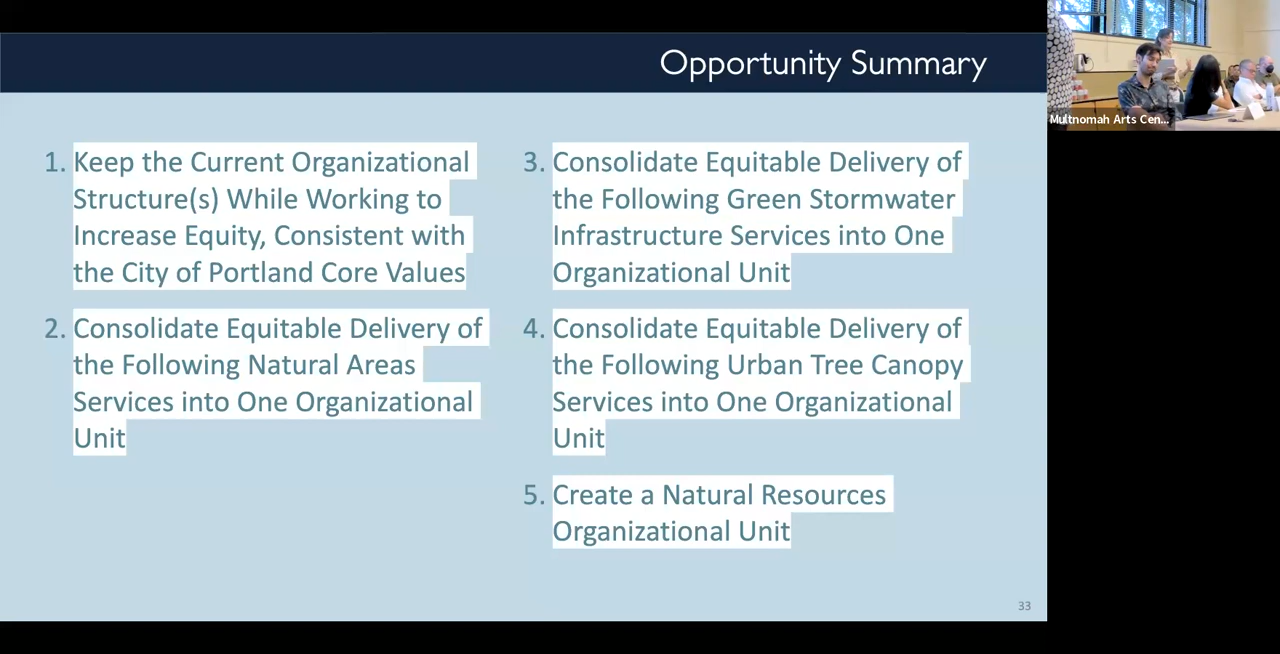 Opportunity Summary
1. Keep the Current Organizational
Structure(s) While Working to
Increase Equity, Consistent with
the City of Portland Core Values
2. Consolidate Equitable Delivery of
the Following Natural Areas
Services into One Organizational
Unit
3. Consolidate Equitable Delivery of
the Following Green Stormwater
Infrastructure Services into One
Organizational Unit
4. Consolidate Equitable Delivery of
the Following Urban Tree Canopy
Services into One Organizational
Unit
5. Create a Natural Resources
Organizational Unit
33
Multnomah Arts Cen...